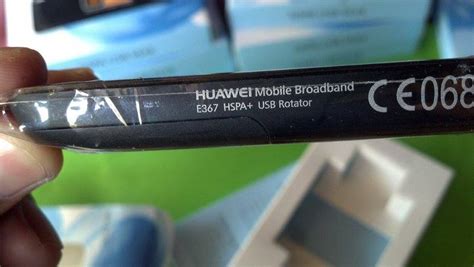 HUAWEI Mobile Broadband
E367 HSPA+ USB Rotator
CE068